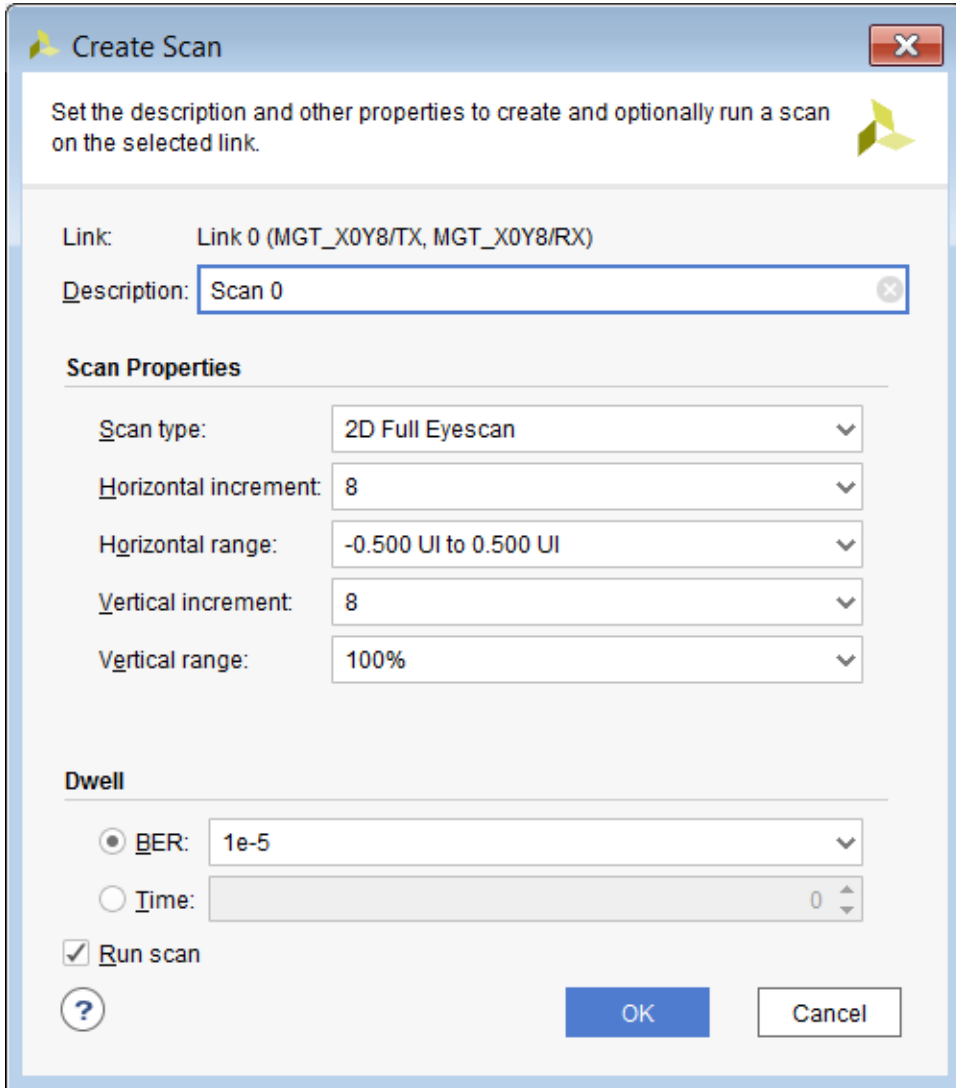 Create Scan
Set the description and other properties to create and optionally run a scan
on the selected link.
Link: Link 0 (MGT_X0Y8/TX, MGT_X0Y8/RX)
Description: Scan 0
Scan Properties
Scan type: 2D Full Eyescan
Horizontal increment: 8
Horizontal range: -0.500 UI to 0.500 UI
Vertical increment: 8
Vertical range: 100%
Dwell
BER: 1e-5
Time: 0
Run scan
? OK Cancel